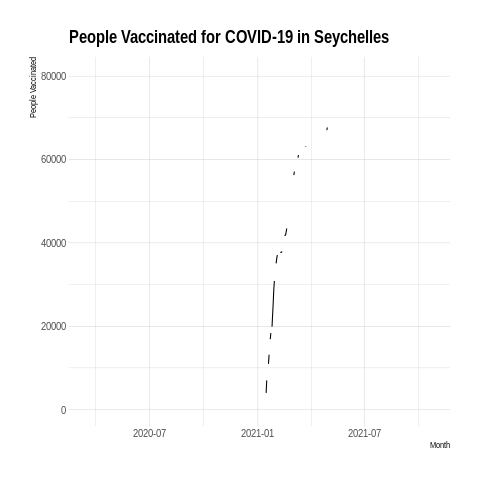 People Vaccinated for COVID-19 in Seychelles
People Vaccinated
80000
60000
40000
20000
0
2020-07
2021-01
2021-07
Month